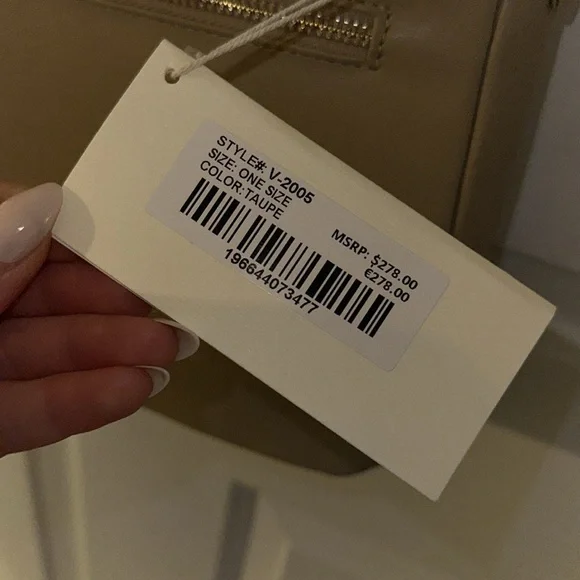 STYLE#: V-2005
SIZE: ONE SIZE
COLOR: TAUPE
MSRP: $278.00
€278.00
196644073477